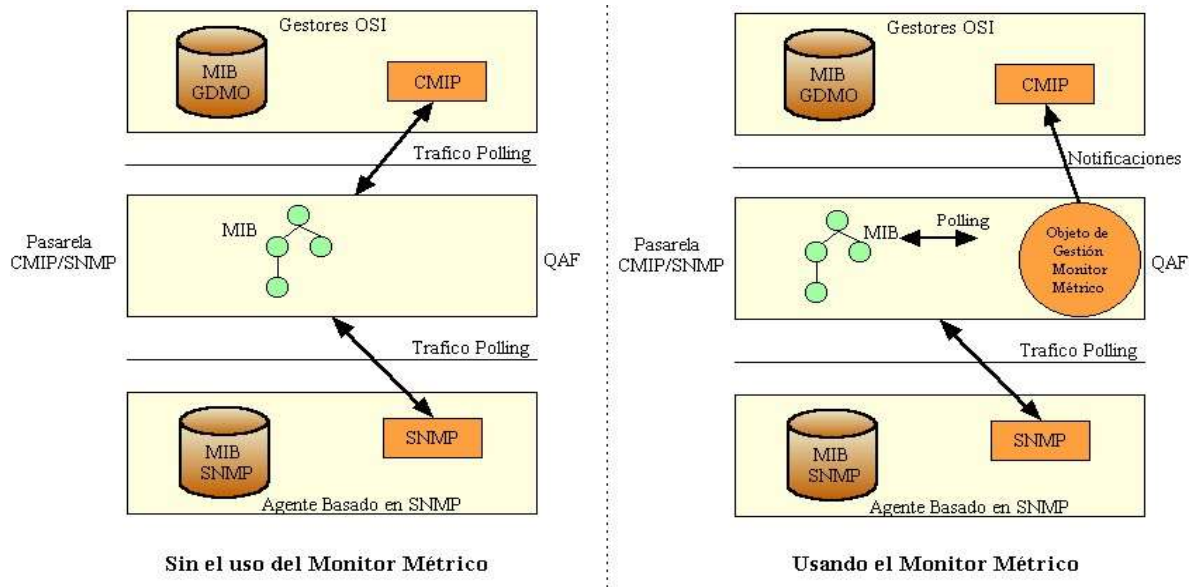 Gestores OSI
MIB
GDMO
CMIP
Trafico Polling
Pasarela
CMIP/SNMP
MIB
QAF
Trafico Polling
MIB
SNMP
SNMP
Agente Basado en SNMP
Sin el uso del Monitor Métrico
Gestores OSI
MIB
GDMO
CMIP
Notificaciones
Pasarela
CMIP/SNMP
MIB
Polling
Objeto de
Gestión
Monitor
Métrico
QAF
Trafico Polling
MIB
SNMP
SNMP
Agente Basado en SNMP
Usando el Monitor Métrico